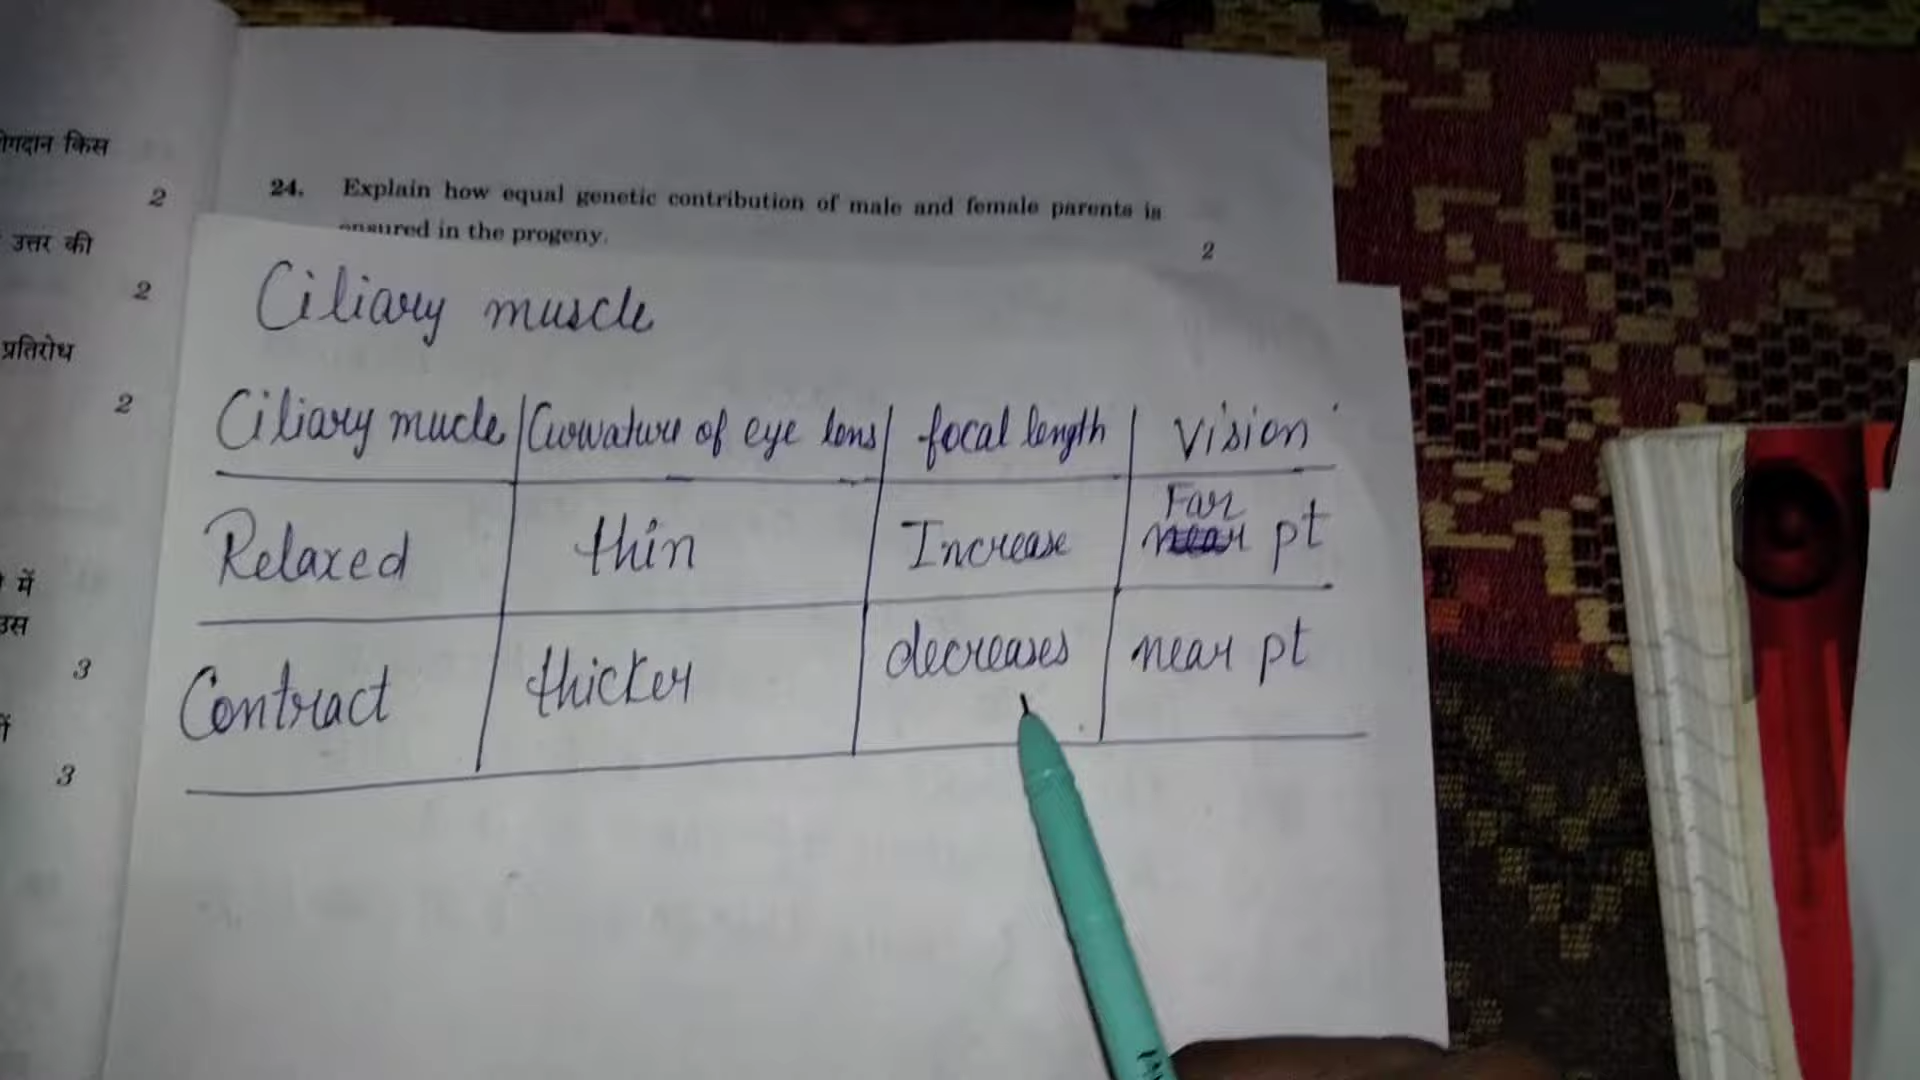 योगदान किस
2
उत्तर की
2
प्रतिरोध
2
में
उस
3
3
24. Explain how equal genetic contribution of male and female parents is
ensured in the progeny.
2
Ciliary muscle
Ciliary mucle Curvature of eye lens focal length Vision
Relaxed thin Increase Far near pt
Contract thicker decreases near pt